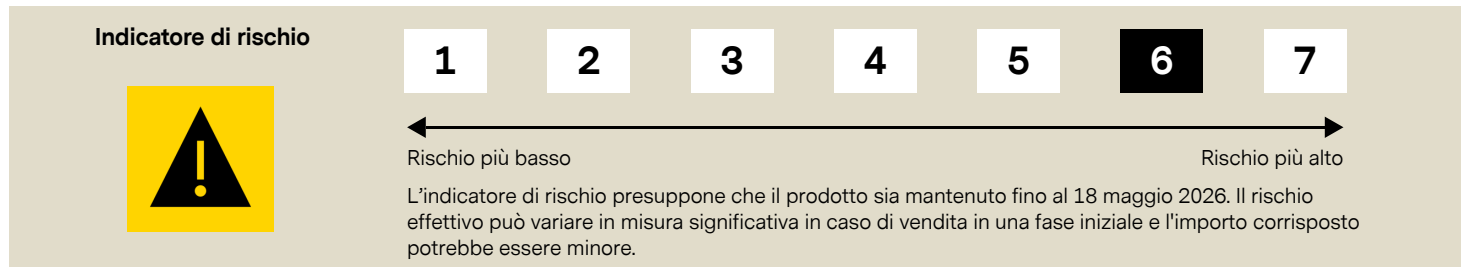 Indicatore di rischio
1 2 3 4 5 6 7
Rischio più basso Rischio più alto
L’indicatore di rischio presuppone che il prodotto sia mantenuto fino al 18 maggio 2026. Il rischio
effettivo può variare in misura significativa in caso di vendita in una fase iniziale e l'importo corrisposto
potrebbe essere minore.